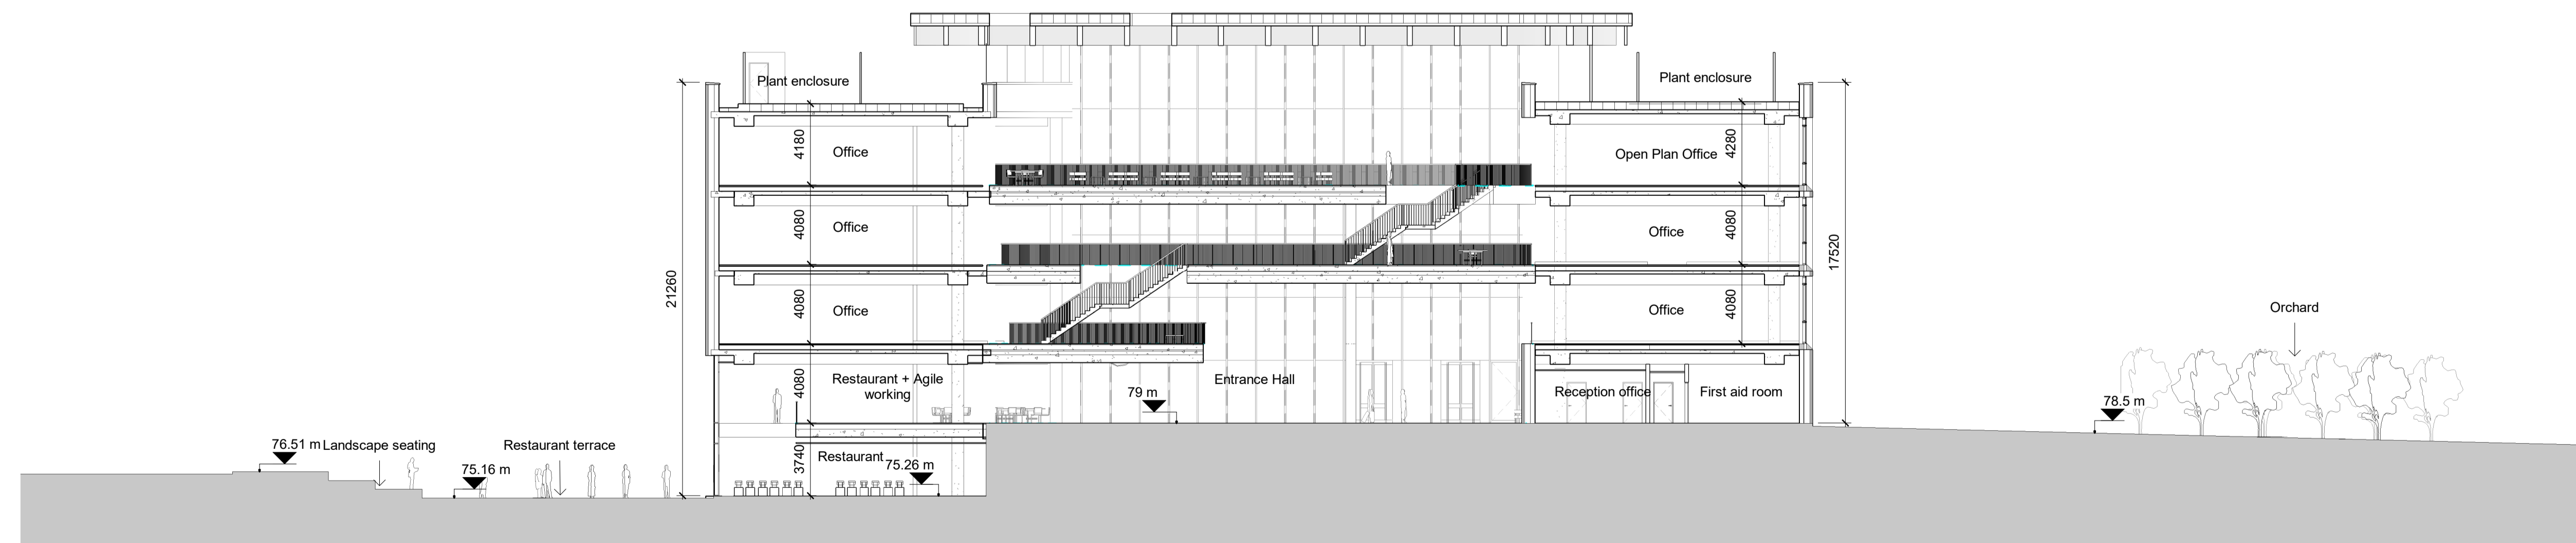 Plant enclosure
Plant enclosure
4180
Office
Open Plan Office
4280
4080
Office
Office
4080
17520
21260
4080
Office
Office
4080
Orchard
4080
Restaurant + Agile
working
Entrance Hall
79 m
Reception office
First aid room
78.5 m
76.51 m
Landscape seating
Restaurant terrace
75.16 m
3740
Restaurant
75.26 m